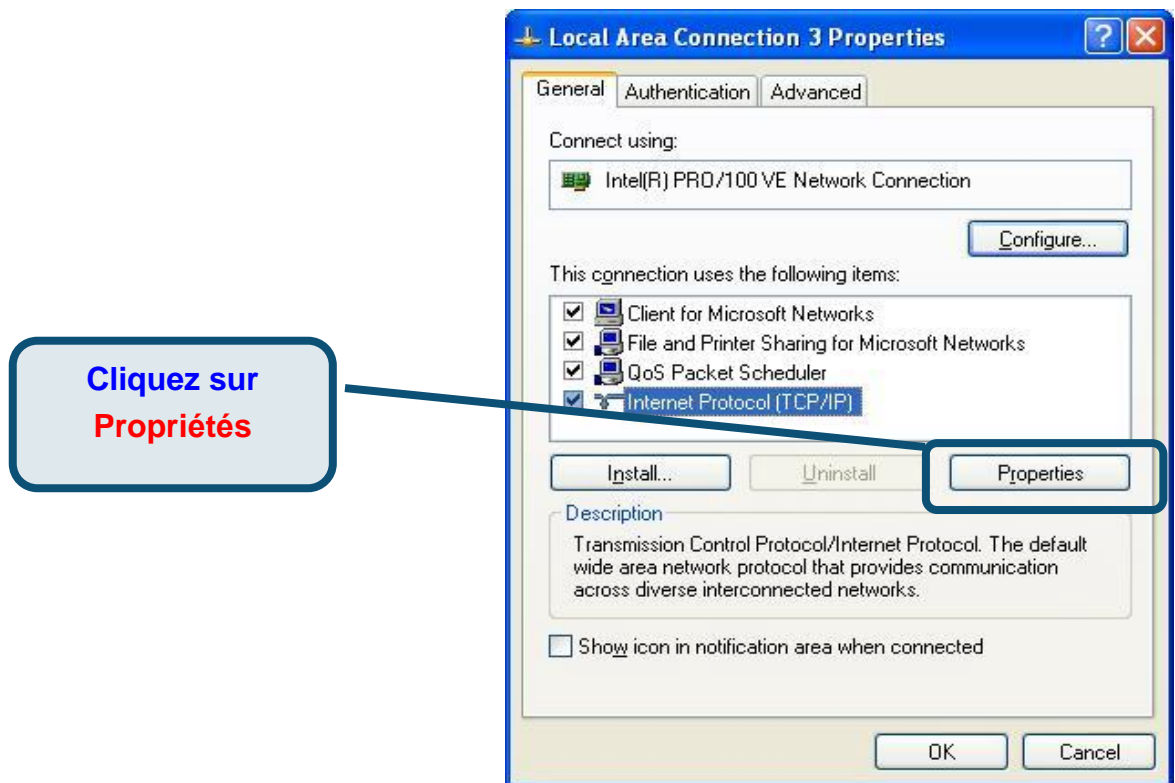 Local Area Connection 3 Properties
General Authentication Advanced
Connect using:
Intel(R) PRO/100 VE Network Connection
Configure...
This connection uses the following items:
Client for Microsoft Networks
File and Printer Sharing for Microsoft Networks
QoS Packet Scheduler
Internet Protocol (TCP/IP)
Cliquez sur
Propriétés
Install... Uninstall Properties
Description
Transmission Control Protocol/Internet Protocol. The default
wide area network protocol that provides communication
across diverse interconnected networks.
Show icon in notification area when connected
OK Cancel